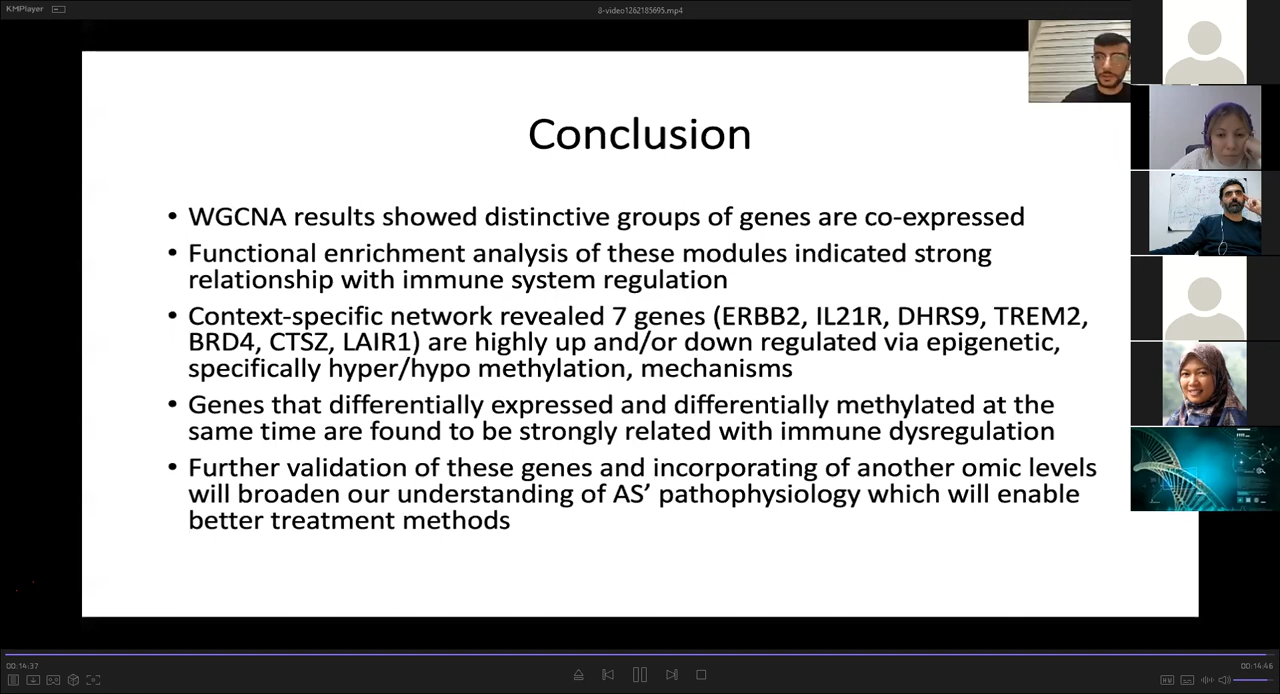 KMPlayer
8-video1262185695.mp4
Conclusion
• WGCNA results showed distinctive groups of genes are co-expressed
• Functional enrichment analysis of these modules indicated strong
relationship with immune system regulation
• Context-specific network revealed 7 genes (ERBB2, IL21R, DHRS9, TREM2,
BRD4, CTSZ, LAIR1) are highly up and/or down regulated via epigenetic,
specifically hyper/hypo methylation, mechanisms
• Genes that differentially expressed and differentially methylated at the
same time are found to be strongly related with immune dysregulation
• Further validation of these genes and incorporating of another omic levels
will broaden our understanding of AS’ pathophysiology which will enable
better treatment methods
00:14:37
00:14:46